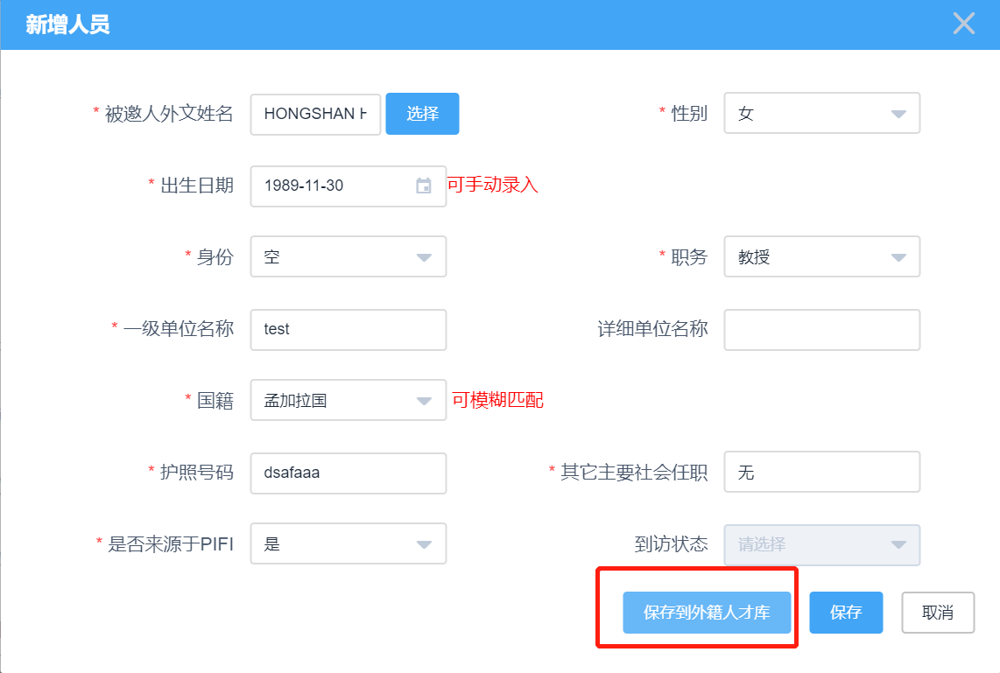 新增人员
* 被邀人外文姓名 HONGSHAN 选择 * 性别 女
* 出生日期 1989-11-30 可手动录入
* 身份 空 * 职务 教授
* 一级单位名称 test 详细单位名称
* 国籍 孟加拉国 可模糊匹配
* 护照号码 dsafaaa * 其它主要社会任职 无
* 是否来源于PIFI 是 到访状态 请选择
保存到外籍人才库 保存 取消